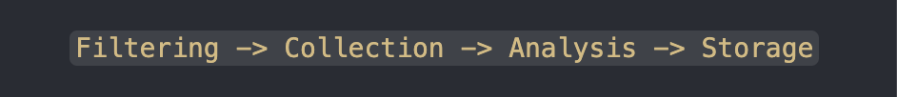 Filtering -> Collection -> Analysis -> Storage